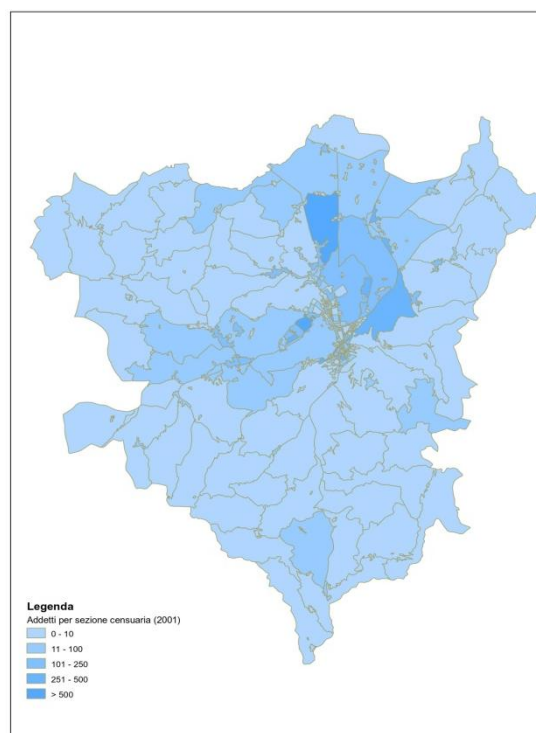 Legenda
Addetti per sezione censuaria (2001)
0 - 10
11 - 100
101 - 250
251 - 500
> 500